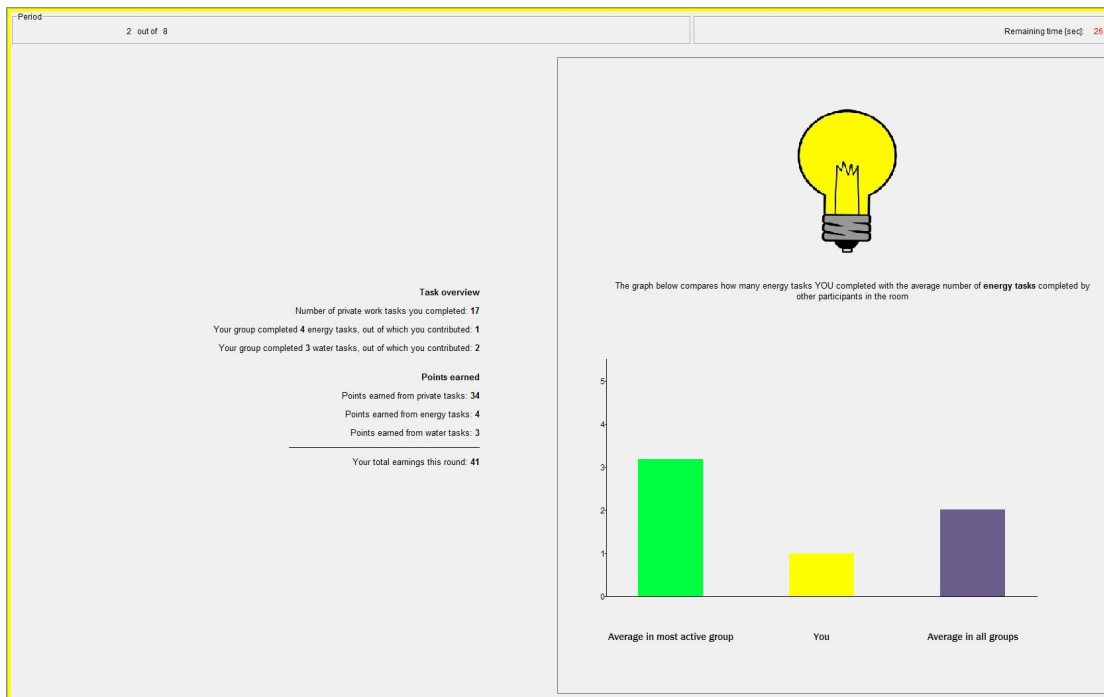 Period
2 out of 8
Remaining time [sec]: 26
Task overview
Number of private work tasks you completed: 17
Your group completed 4 energy tasks, out of which you contributed: 1
Your group completed 3 water tasks, out of which you contributed: 2
Points earned
Points earned from private tasks: 34
Points earned from energy tasks: 4
Points earned from water tasks: 3
Your total earnings this round: 41
The graph below compares how many energy tasks YOU completed with the average number of energy tasks completed by
other participants in the room
5
4
3
2
1
0
Average in most active group
You
Average in all groups